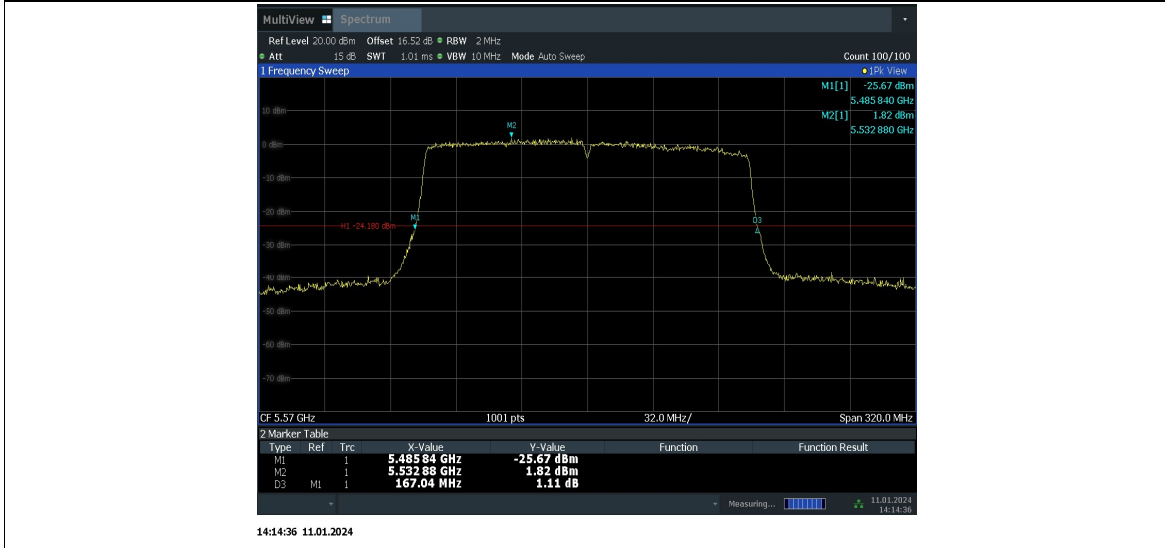 MultiView Spectrum
Ref Level 20.00 dBm Offset 16.52 dB RBW 2 MHz
Att 15 dB SWT 1.01 ms VBW 10 MHz Mode Auto Sweep Count 100/100
1 Frequency Sweep 1Pk View
M1[1] -25.67 dBm
5.485 840 GHz
M2[1] 1.82 dBm
5.532 880 GHz
10 dBm
M2
0 dBm
-10 dBm
-20 dBm
M1
D3
H1 -24.180 dBm
-30 dBm
-40 dBm
-50 dBm
-60 dBm
-70 dBm
CF 5.57 GHz 1001 pts 32.0 MHz/ Span 320.0 MHz
2 Marker Table
Type Ref Trc X-Value Y-Value Function Function Result
M1 1 5.485 84 GHz -25.67 dBm
M2 1 5.532 88 GHz 1.82 dBm
D3 M1 1 167.04 MHz 1.11 dB
Measuring... 11.01.2024
14:14:36
14:14:36 11.01.2024